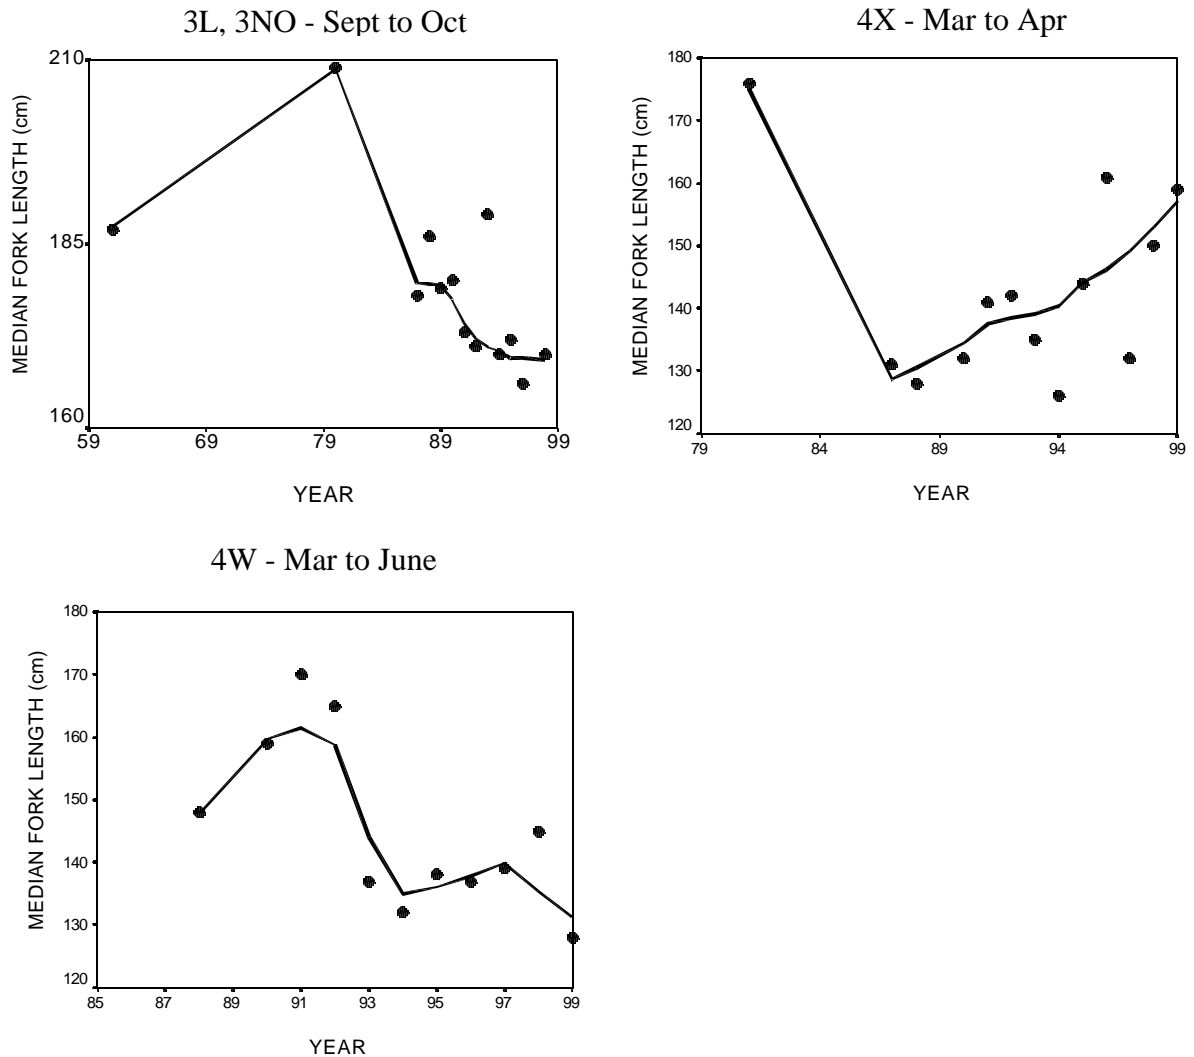 3L, 3NO - Sept to Oct
MEDIAN FORK LENGTH (cm)
210
185
160
59 69 79 89 99
YEAR
4X - Mar to Apr
MEDIAN FORK LENGTH (cm)
180
170
160
150
140
130
120
79 84 89 94 99
YEAR
4W - Mar to June
MEDIAN FORK LENGTH (cm)
180
170
160
150
140
130
120
85 87 89 91 93 95 97 99
YEAR